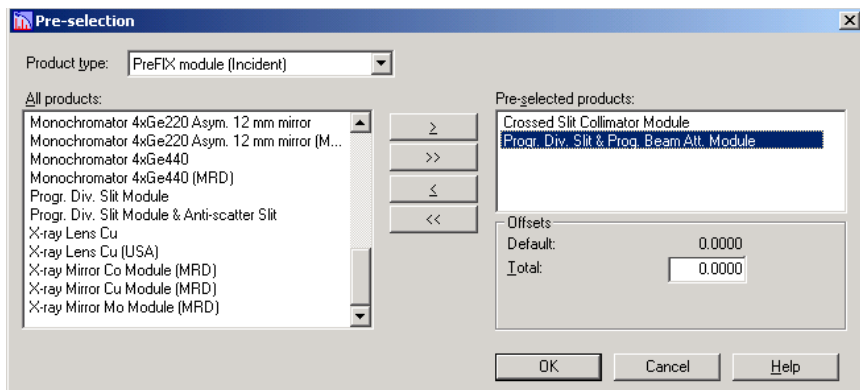 Pre-selection
Product type: PreFIX module (Incident)
All products:
Monochromator 4xGe220 Asym. 12 mm mirror
Monochromator 4xGe220 Asym. 12 mm mirror (M...
Monochromator 4xGe440
Monochromator 4xGe440 (MRD)
Progr. Div. Slit Module
Progr. Div. Slit Module & Anti-scatter Slit
X-ray Lens Cu
X-ray Lens Cu (USA)
X-ray Mirror Co Module (MRD)
X-ray Mirror Cu Module (MRD)
X-ray Mirror Mo Module (MRD)
>
>>
<
<<
Pre-selected products:
Crossed Slit Collimator Module
Progr. Div. Slit & Prog. Beam Att. Module
Offsets
Default: 0.0000
Total: 0.0000
OK Cancel Help